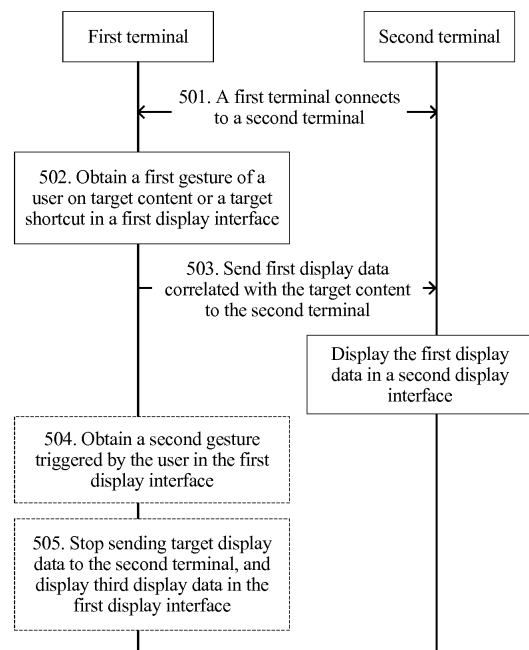 First terminal
Second terminal
501. A first terminal connects
to a second terminal
502. Obtain a first gesture of a
user on target content or a target
shortcut in a first display interface
503. Send first display data
correlated with the target content
to the second terminal
Display the first display
data in a second display
interface
504. Obtain a second gesture
triggered by the user in the first
display interface
505. Stop sending target display
data to the second terminal, and
display third display data in the
first display interface